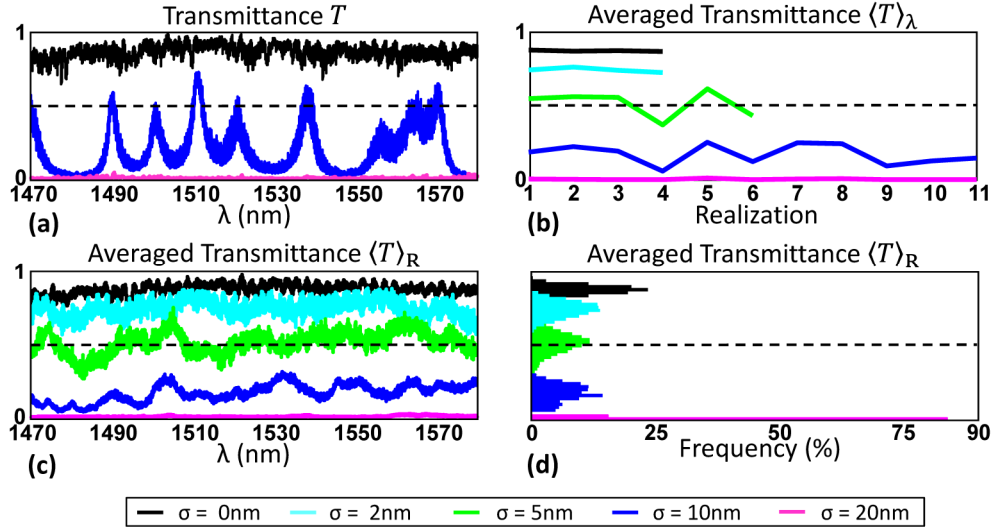 Transmittance T
1
0
1470 1490 1510 1530 1550 1570
λ (nm)
(a)
Averaged Transmittance ⟨T⟩λ
1
0
1 2 3 4 5 6 7 8 9 10 11
Realization
(b)
Averaged Transmittance ⟨T⟩R
1
0
1470 1490 1510 1530 1550 1570
λ (nm)
(c)
Averaged Transmittance ⟨T⟩R
1
0
0 25 50 75 90
Frequency (%)
(d)
σ = 0nm σ = 2nm σ = 5nm σ = 10nm σ = 20nm